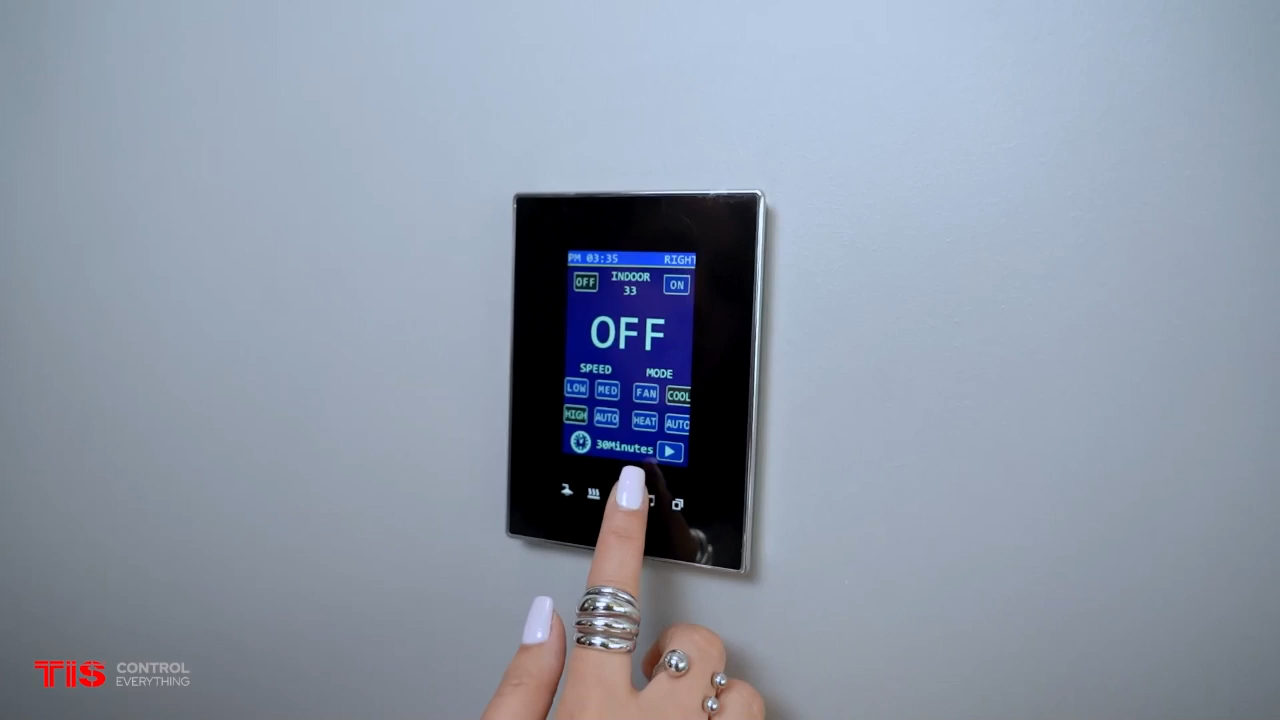 PM 03:35 RIGHT
OFF INDOOR ON
33
OFF
SPEED MODE
LOW MED FAN COOL
HIGH AUTO HEAT AUTO
30Minutes
TIS CONTROL
EVERYTHING